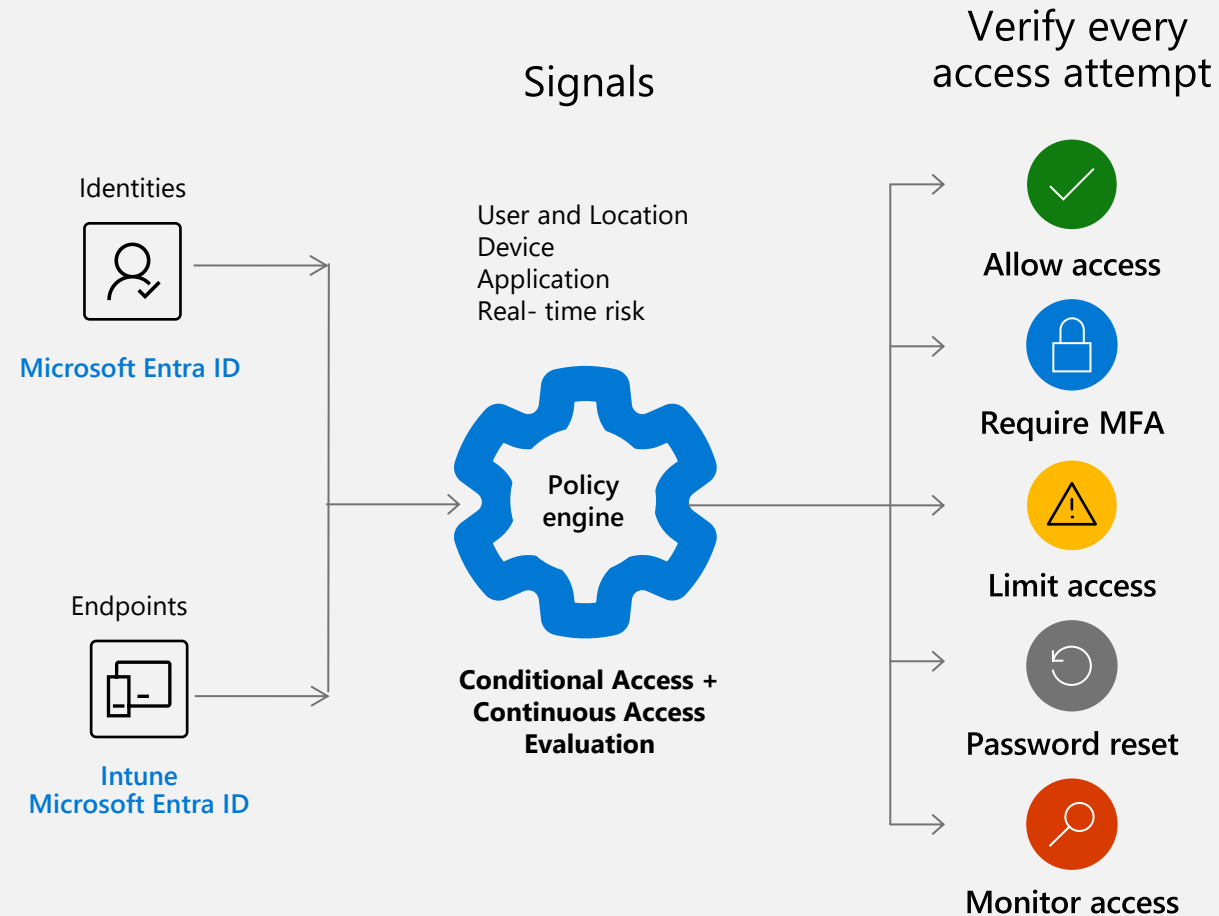 Verify every
access attempt
Signals
Identities
Microsoft Entra ID
Endpoints
Intune
Microsoft Entra ID
User and Location
Device
Application
Real- time risk
Policy
engine
Conditional Access +
Continuous Access
Evaluation
Allow access
Require MFA
Limit access
Password reset
Monitor access